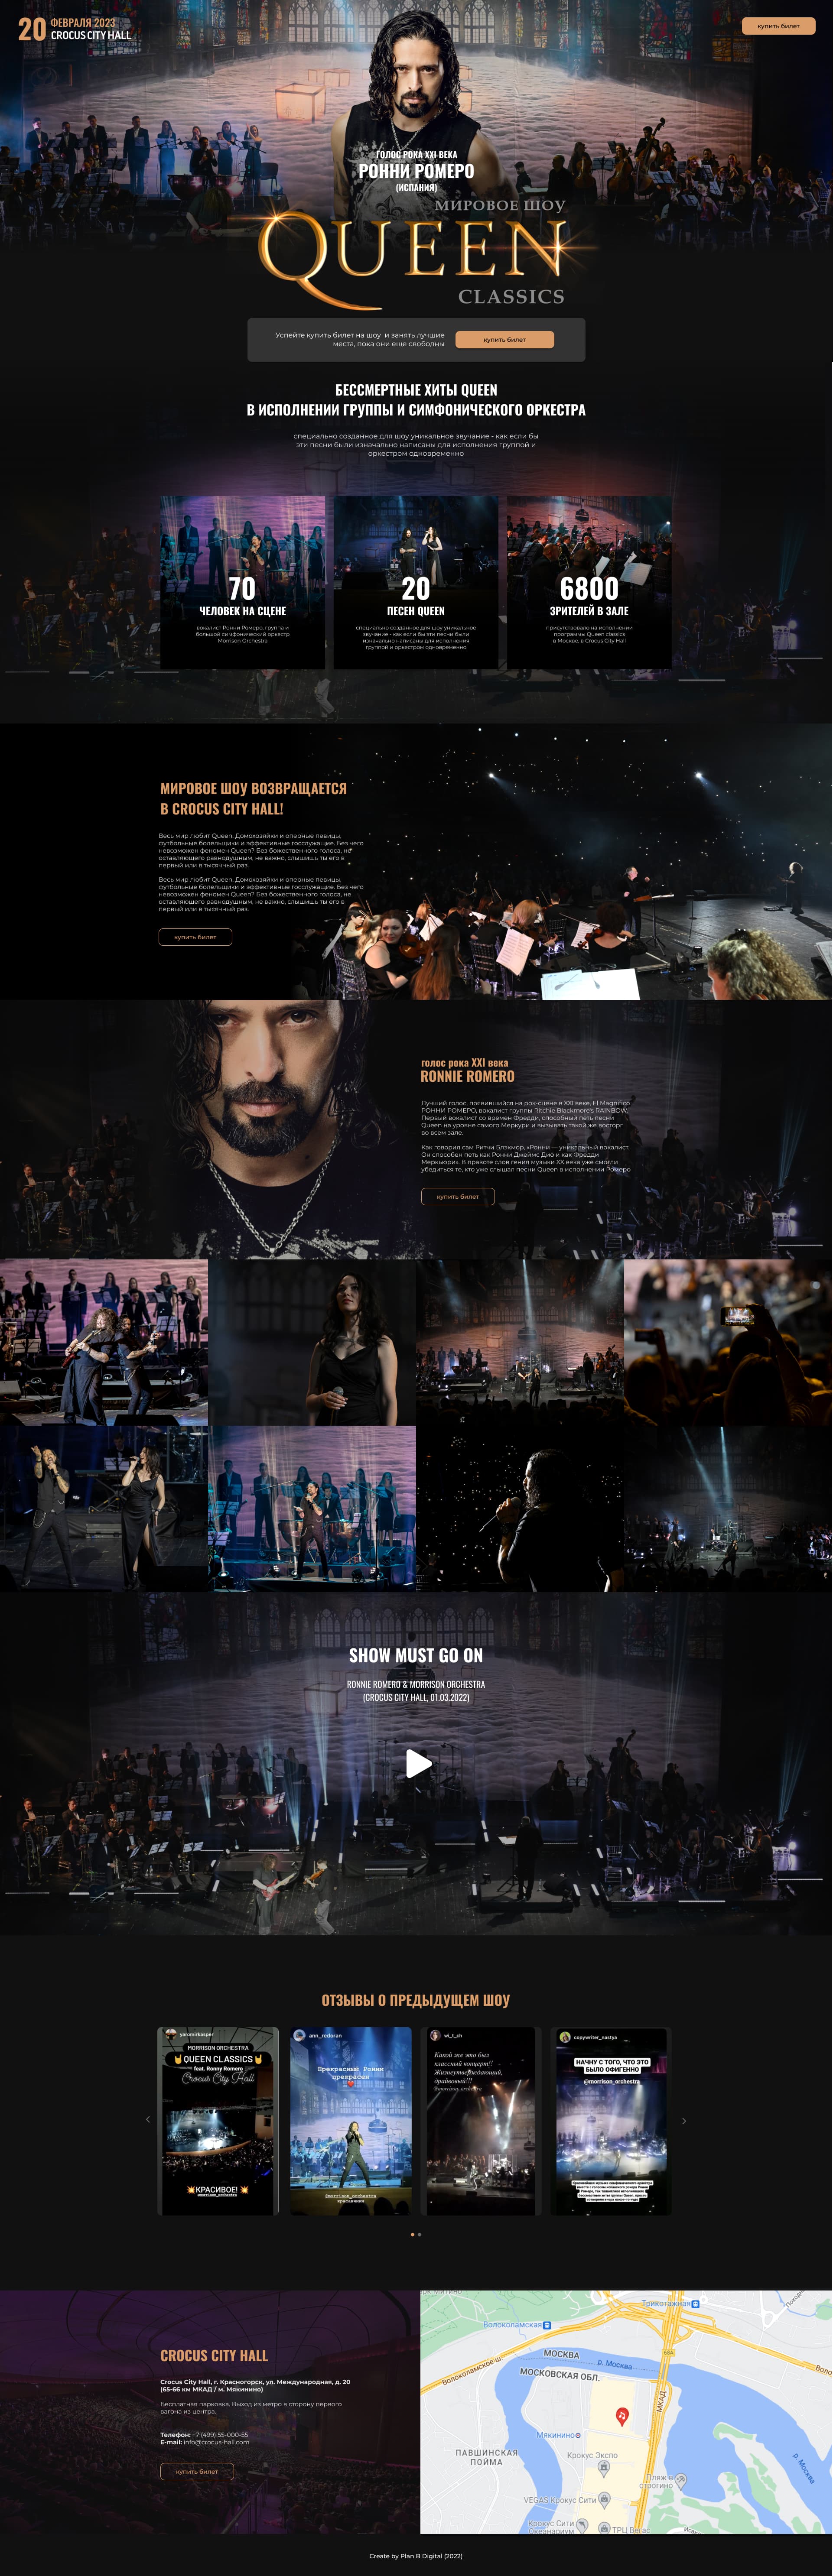 20 ФЕВРАЛЯ 2023
CROCUS CITY HALL
купить билет
ГОЛОС РОКА XXI ВЕКА
РОННИ РОМЕРО
(ИСПАНИЯ)
МИРОВОЕ ШОУ
QUEEN
CLASSICS
Успейте купить билет на шоу и занять лучшие
места, пока они еще свободны
купить билет
БЕССМЕРТНЫЕ ХИТЫ QUEEN
В ИСПОЛНЕНИИ ГРУППЫ И СИМФОНИЧЕСКОГО ОРКЕСТРА
специально созданное для шоу уникальное звучание - как если бы
эти песни были изначально написаны для исполнения группой и
оркестром одновременно
70
ЧЕЛОВЕК НА СЦЕНЕ
вокалист Ронни Ромеро, группа и
большой симфонический оркестр
Morrison Orchestra
20
ПЕСЕН QUEEN
специально созданное для шоу уникальное
звучание - как если бы эти песни были
изначально написаны для исполнения
группой и оркестром одновременно
6800
ЗРИТЕЛЕЙ В ЗАЛЕ
присутствовало на исполнении
программы Queen classics
в Москве, в Crocus City Hall
МИРОВОЕ ШОУ ВОЗВРАЩАЕТСЯ
В CROCUS CITY HALL!
Весь мир любит Queen. Домохозяйки и оперные певицы,
футбольные болельщики и эффективные госслужащие. Без чего
невозможен феномен Queen? Без божественного голоса, не
оставляющего равнодушным, не важно, слышишь ты его в
первый или в тысячный раз.
Весь мир любит Queen. Домохозяйки и оперные певицы,
футбольные болельщики и эффективные госслужащие. Без чего
невозможен феномен Queen? Без божественного голоса, не
оставляющего равнодушным, не важно, слышишь ты его в
первый или в тысячный раз.
купить билет
голос рока XXI века
RONNIE ROMERO
Лучший голос, появившийся на рок-сцене в XXI веке, El Magnifico
РОННИ РОМЕРО, вокалист группы Ritchie Blackmore's RAINBOW.
Первый вокалист со времен Фредди, способный петь песни
Queen на уровне самого Меркури и вызывать такой же восторг
во всем зале.
Как говорил сам Ритчи Блэкмор, «Ронни — уникальный вокалист.
Он способен петь как Ронни Джеймс Дио и как Фредди
Меркьюри». В правоте слов гения музыки XX века уже смогли
убедиться те, кто уже слышал песни Queen в исполнении Ромеро
купить билет
SHOW MUST GO ON
RONNIE ROMERO & MORRISON ORCHESTRA
(CROCUS CITY HALL, 01.03.2022)
ОТЗЫВЫ О ПРЕДЫДУЩЕМ ШОУ
yaromirkasper
MORRISON ORCHESTRA
QUEEN CLASSICS
feat. Ronny Romero
Crocus City Hall
КРАСИВОЕ!
@morrison_orchestra
ann_redoran
Прекрасный Ронни
прекрасен
@morrison_orchestra
красавчики
wi_t_ch
Какой же это был
классный концерт!!
Жизнеутверждающий,
драйвовый!!!
@morrison_orchestra
copywriter_nastya
НАЧНУ С ТОГО, ЧТО ЭТО
БЫЛО ОФИГЕННО
@morrison_orchestra
CROCUS CITY HALL
Crocus City Hall, г. Красногорск, ул. Международная, д. 20
(65-66 км МКАД / м. Мякинино)
Бесплатная парковка. Выход из метро в сторону первого
вагона из центра.
Телефон: +7 (499) 55-000-55
E-mail: info@crocus-hall.com
купить билет
Трикотажная
Волоколамская
Волоколамское ш
МОСКВА
МОСКОВСКАЯ ОБЛ.
р. Москва
МКАД
Мякинино
ПАВШИНСКАЯ
ПОЙМА
Крокус Экспо
р. Москва
Пляж в
строгино
VEGAS Крокус Сити
Крокус Сити
Океанариум
ТРЦ Вегас
Create by Plan B Digital (2022)